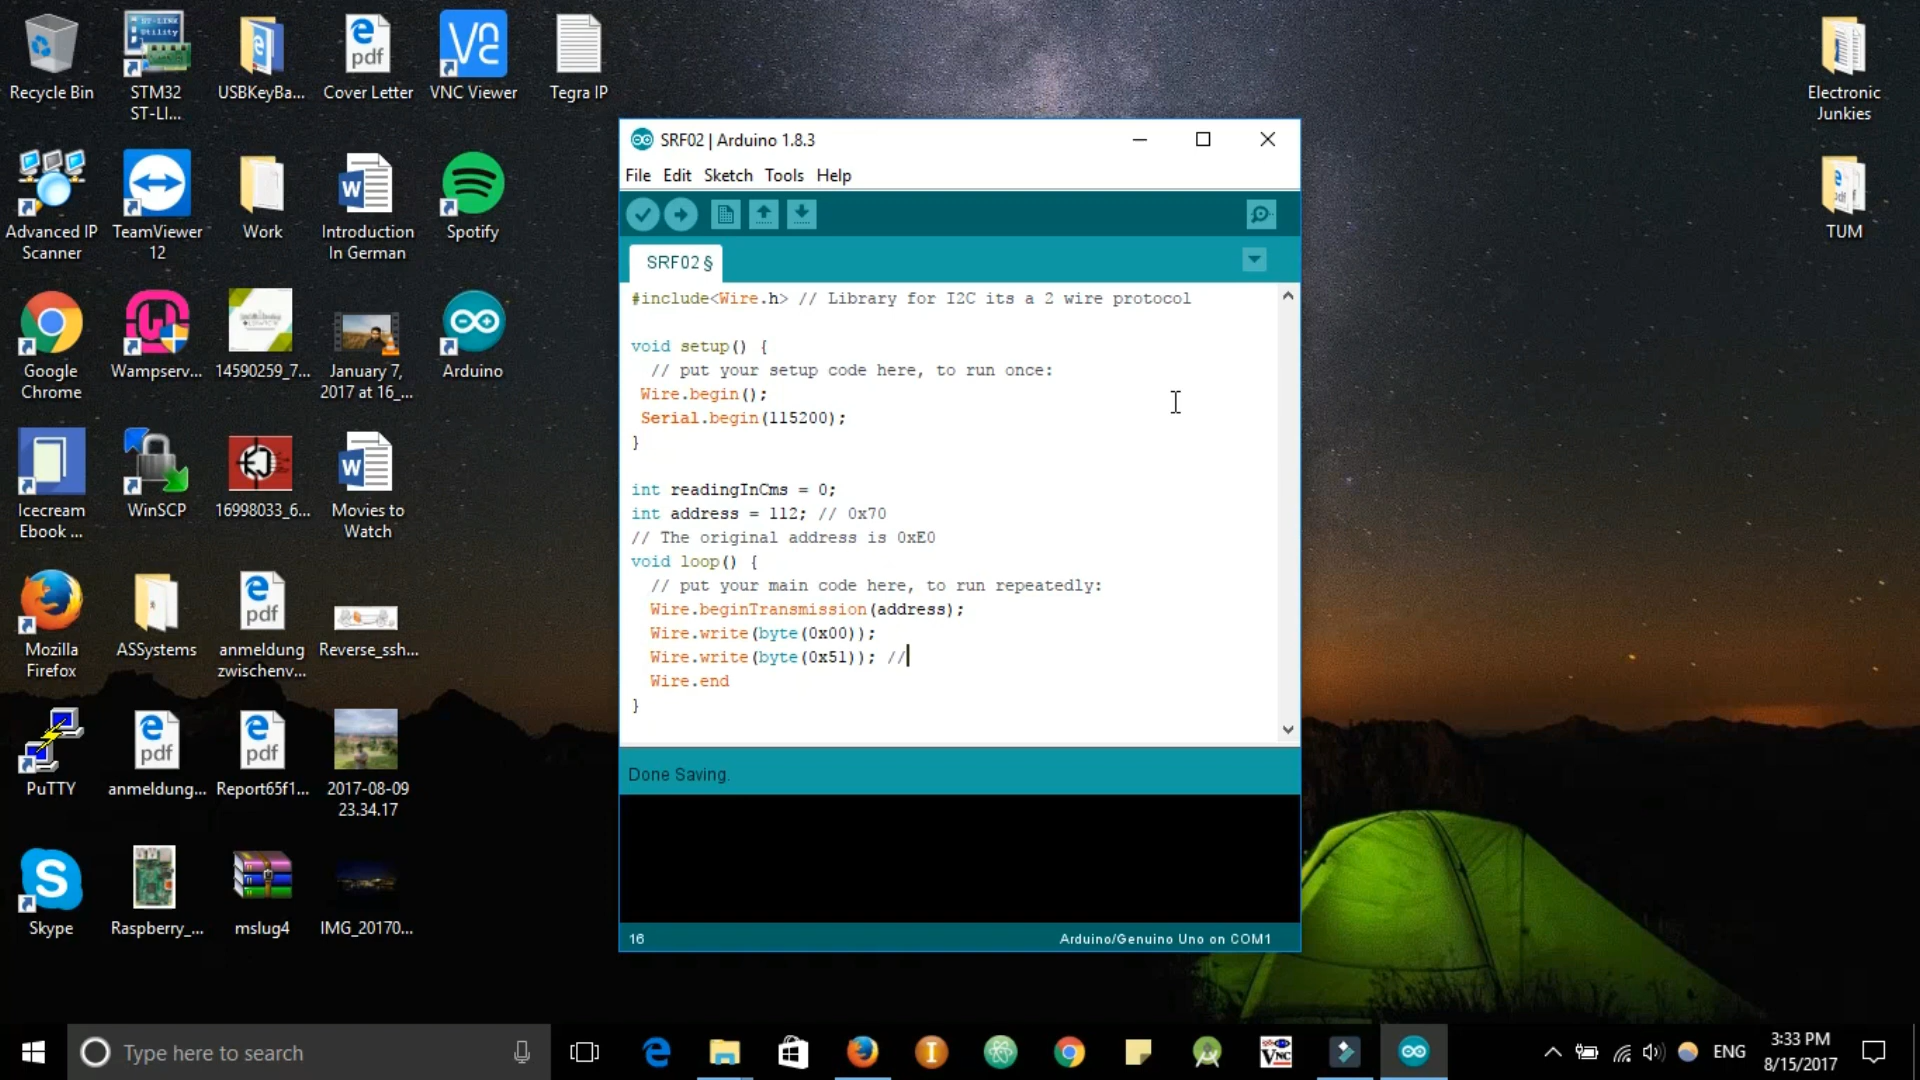 Recycle Bin
STM32
ST-LI...
USBKeyBa...
Cover Letter
VNC Viewer
Tegra IP
Electronic
Junkies
Advanced IP
Scanner
TeamViewer
12
Work
Introduction
In German
Spotify
TUM
Google
Chrome
Wampserv...
14590259_7...
January 7,
2017 at 16_...
Arduino
Icecream
Ebook ...
WinSCP
16998033_6...
Movies to
Watch
Mozilla
Firefox
ASSystems
anmeldung
zwischenv...
Reverse_ssh...
PuTTY
anmeldung...
Report65f1...
2017-08-09
23.34.17
Skype
Raspberry_...
mslug4
IMG_20170...
SRF02 | Arduino 1.8.3
File Edit Sketch Tools Help
SRF02 §
#include<Wire.h> // Library for I2C its a 2 wire protocol
void setup() {
// put your setup code here, to run once:
Wire.begin();
Serial.begin(115200);
}
int readingInCms = 0;
int address = 112; // 0x70
// The original address is 0xE0
void loop() {
// put your main code here, to run repeatedly:
Wire.beginTransmission(address);
Wire.write(byte(0x00));
Wire.write(byte(0x51)); //
Wire.end
}
Done Saving.
16
Arduino/Genuino Uno on COM1
Type here to search
ENG
3:33 PM
8/15/2017